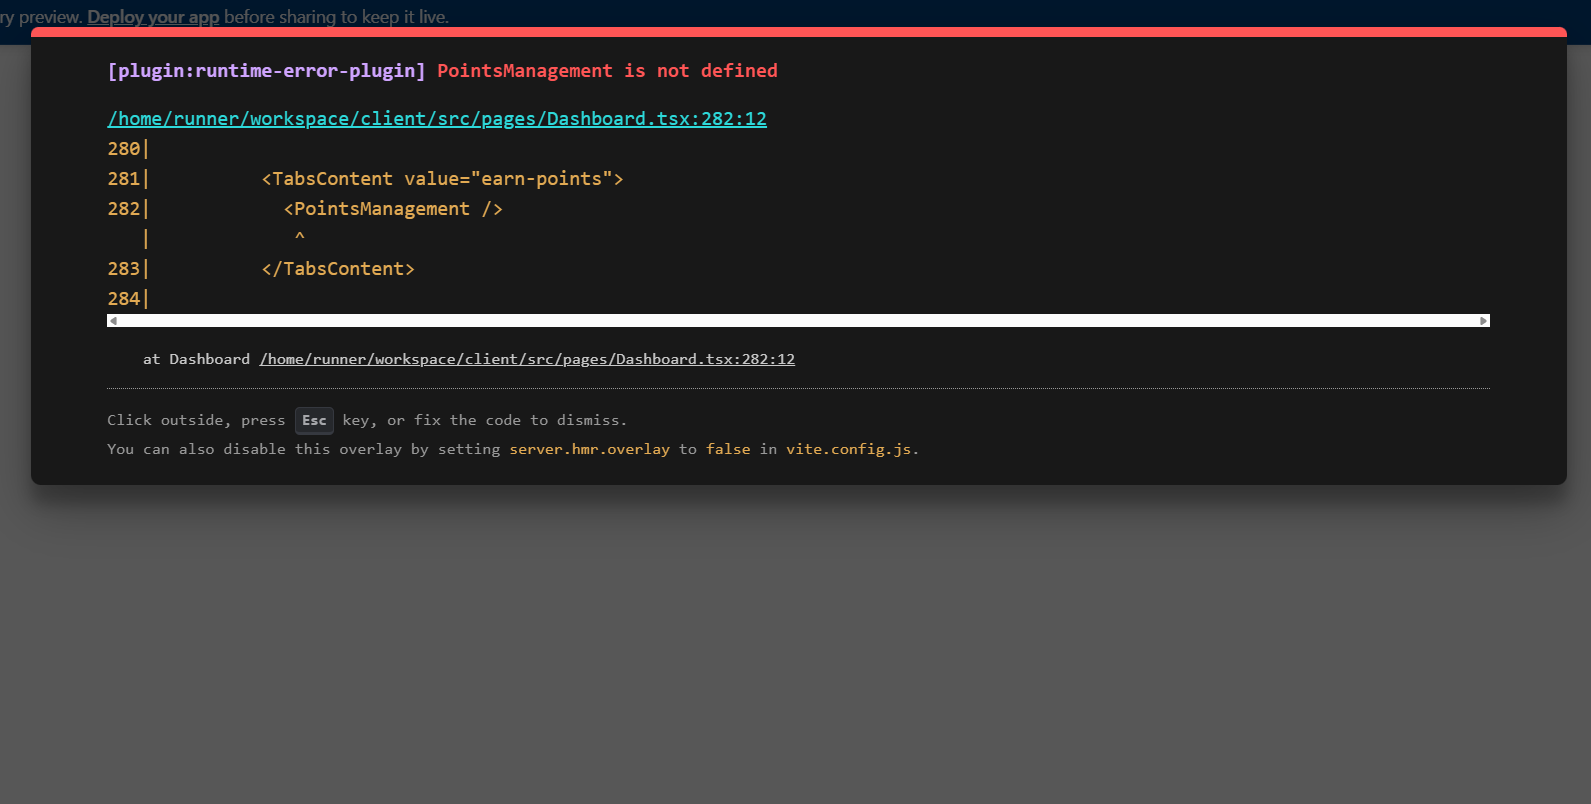 ry preview. Deploy your app before sharing to keep it live.
[plugin:runtime-error-plugin] PointsManagement is not defined
/home/runner/workspace/client/src/pages/Dashboard.tsx:282:12
280|
281|          <TabsContent value="earn-points">
282|            <PointsManagement />
   |             ^
283|          </TabsContent>
284|
at Dashboard /home/runner/workspace/client/src/pages/Dashboard.tsx:282:12
Click outside, press Esc key, or fix the code to dismiss.
You can also disable this overlay by setting server.hmr.overlay to false in vite.config.js.